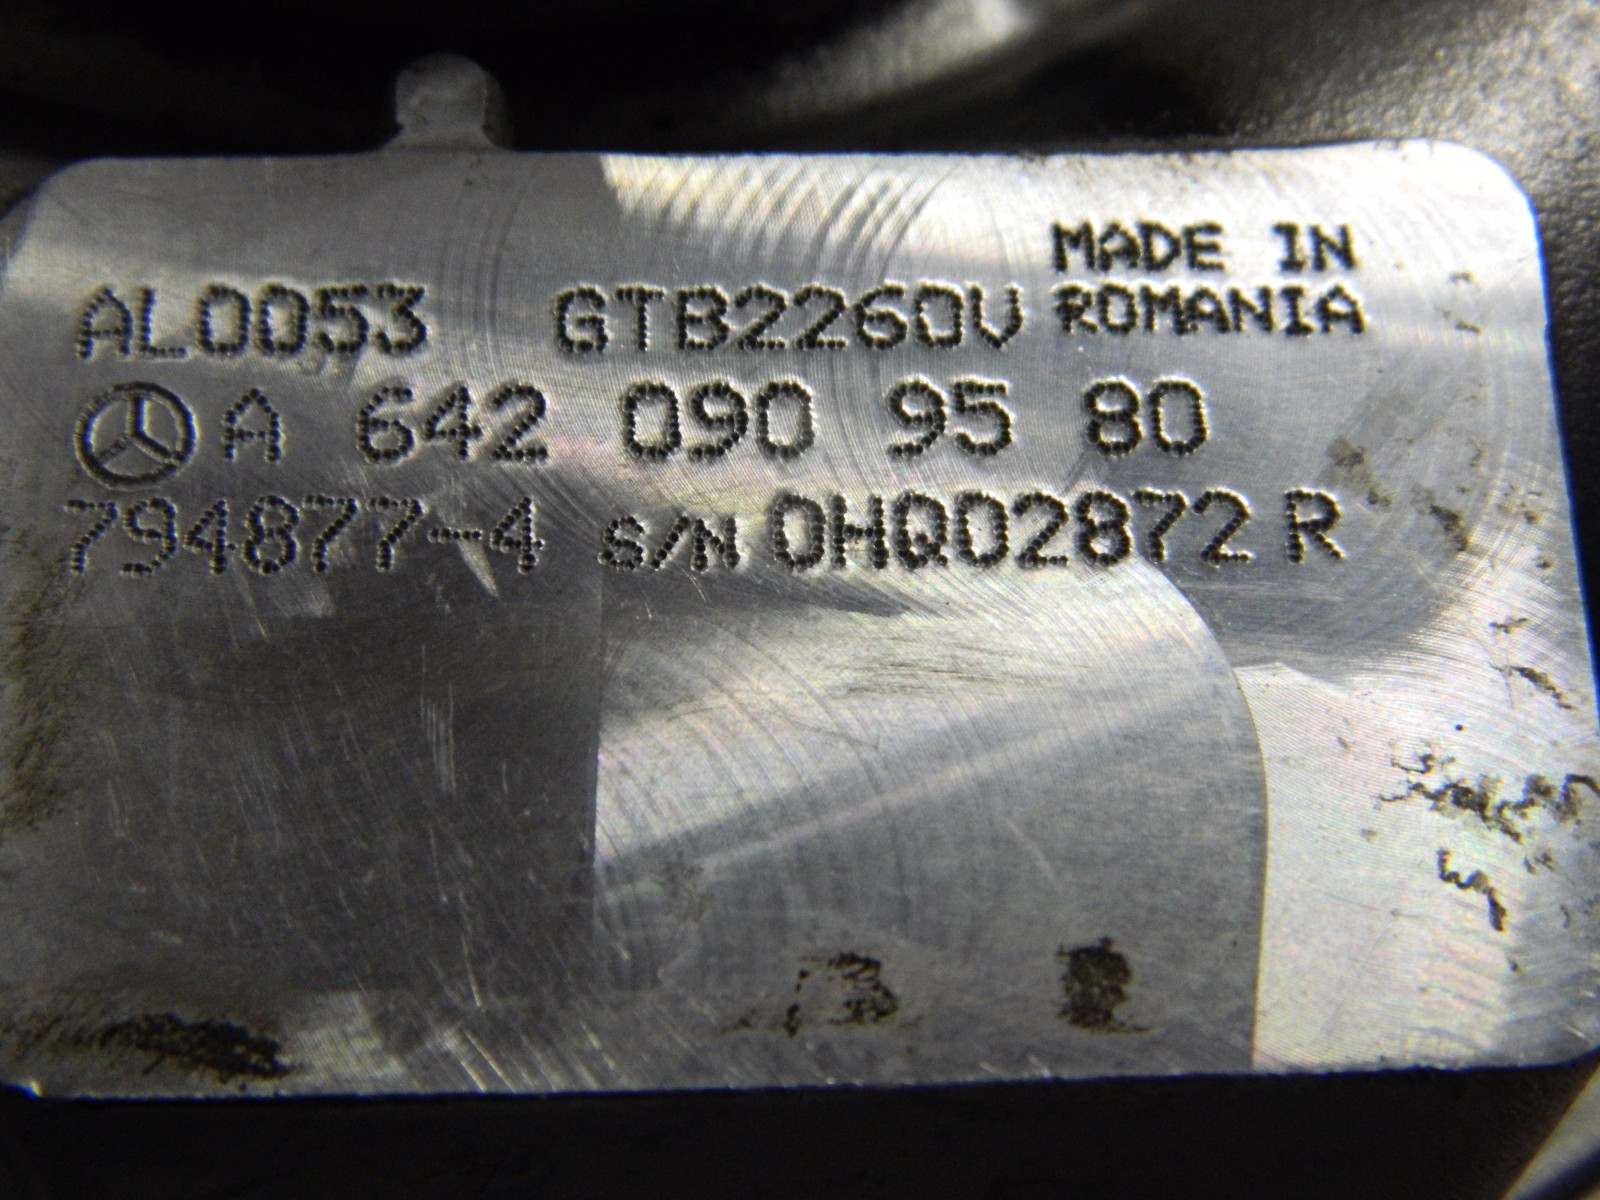 AL0053 GTB2260V MADE IN ROMANIA
A 642 090 95 80
794877-4 S/N 0HQ02872 R